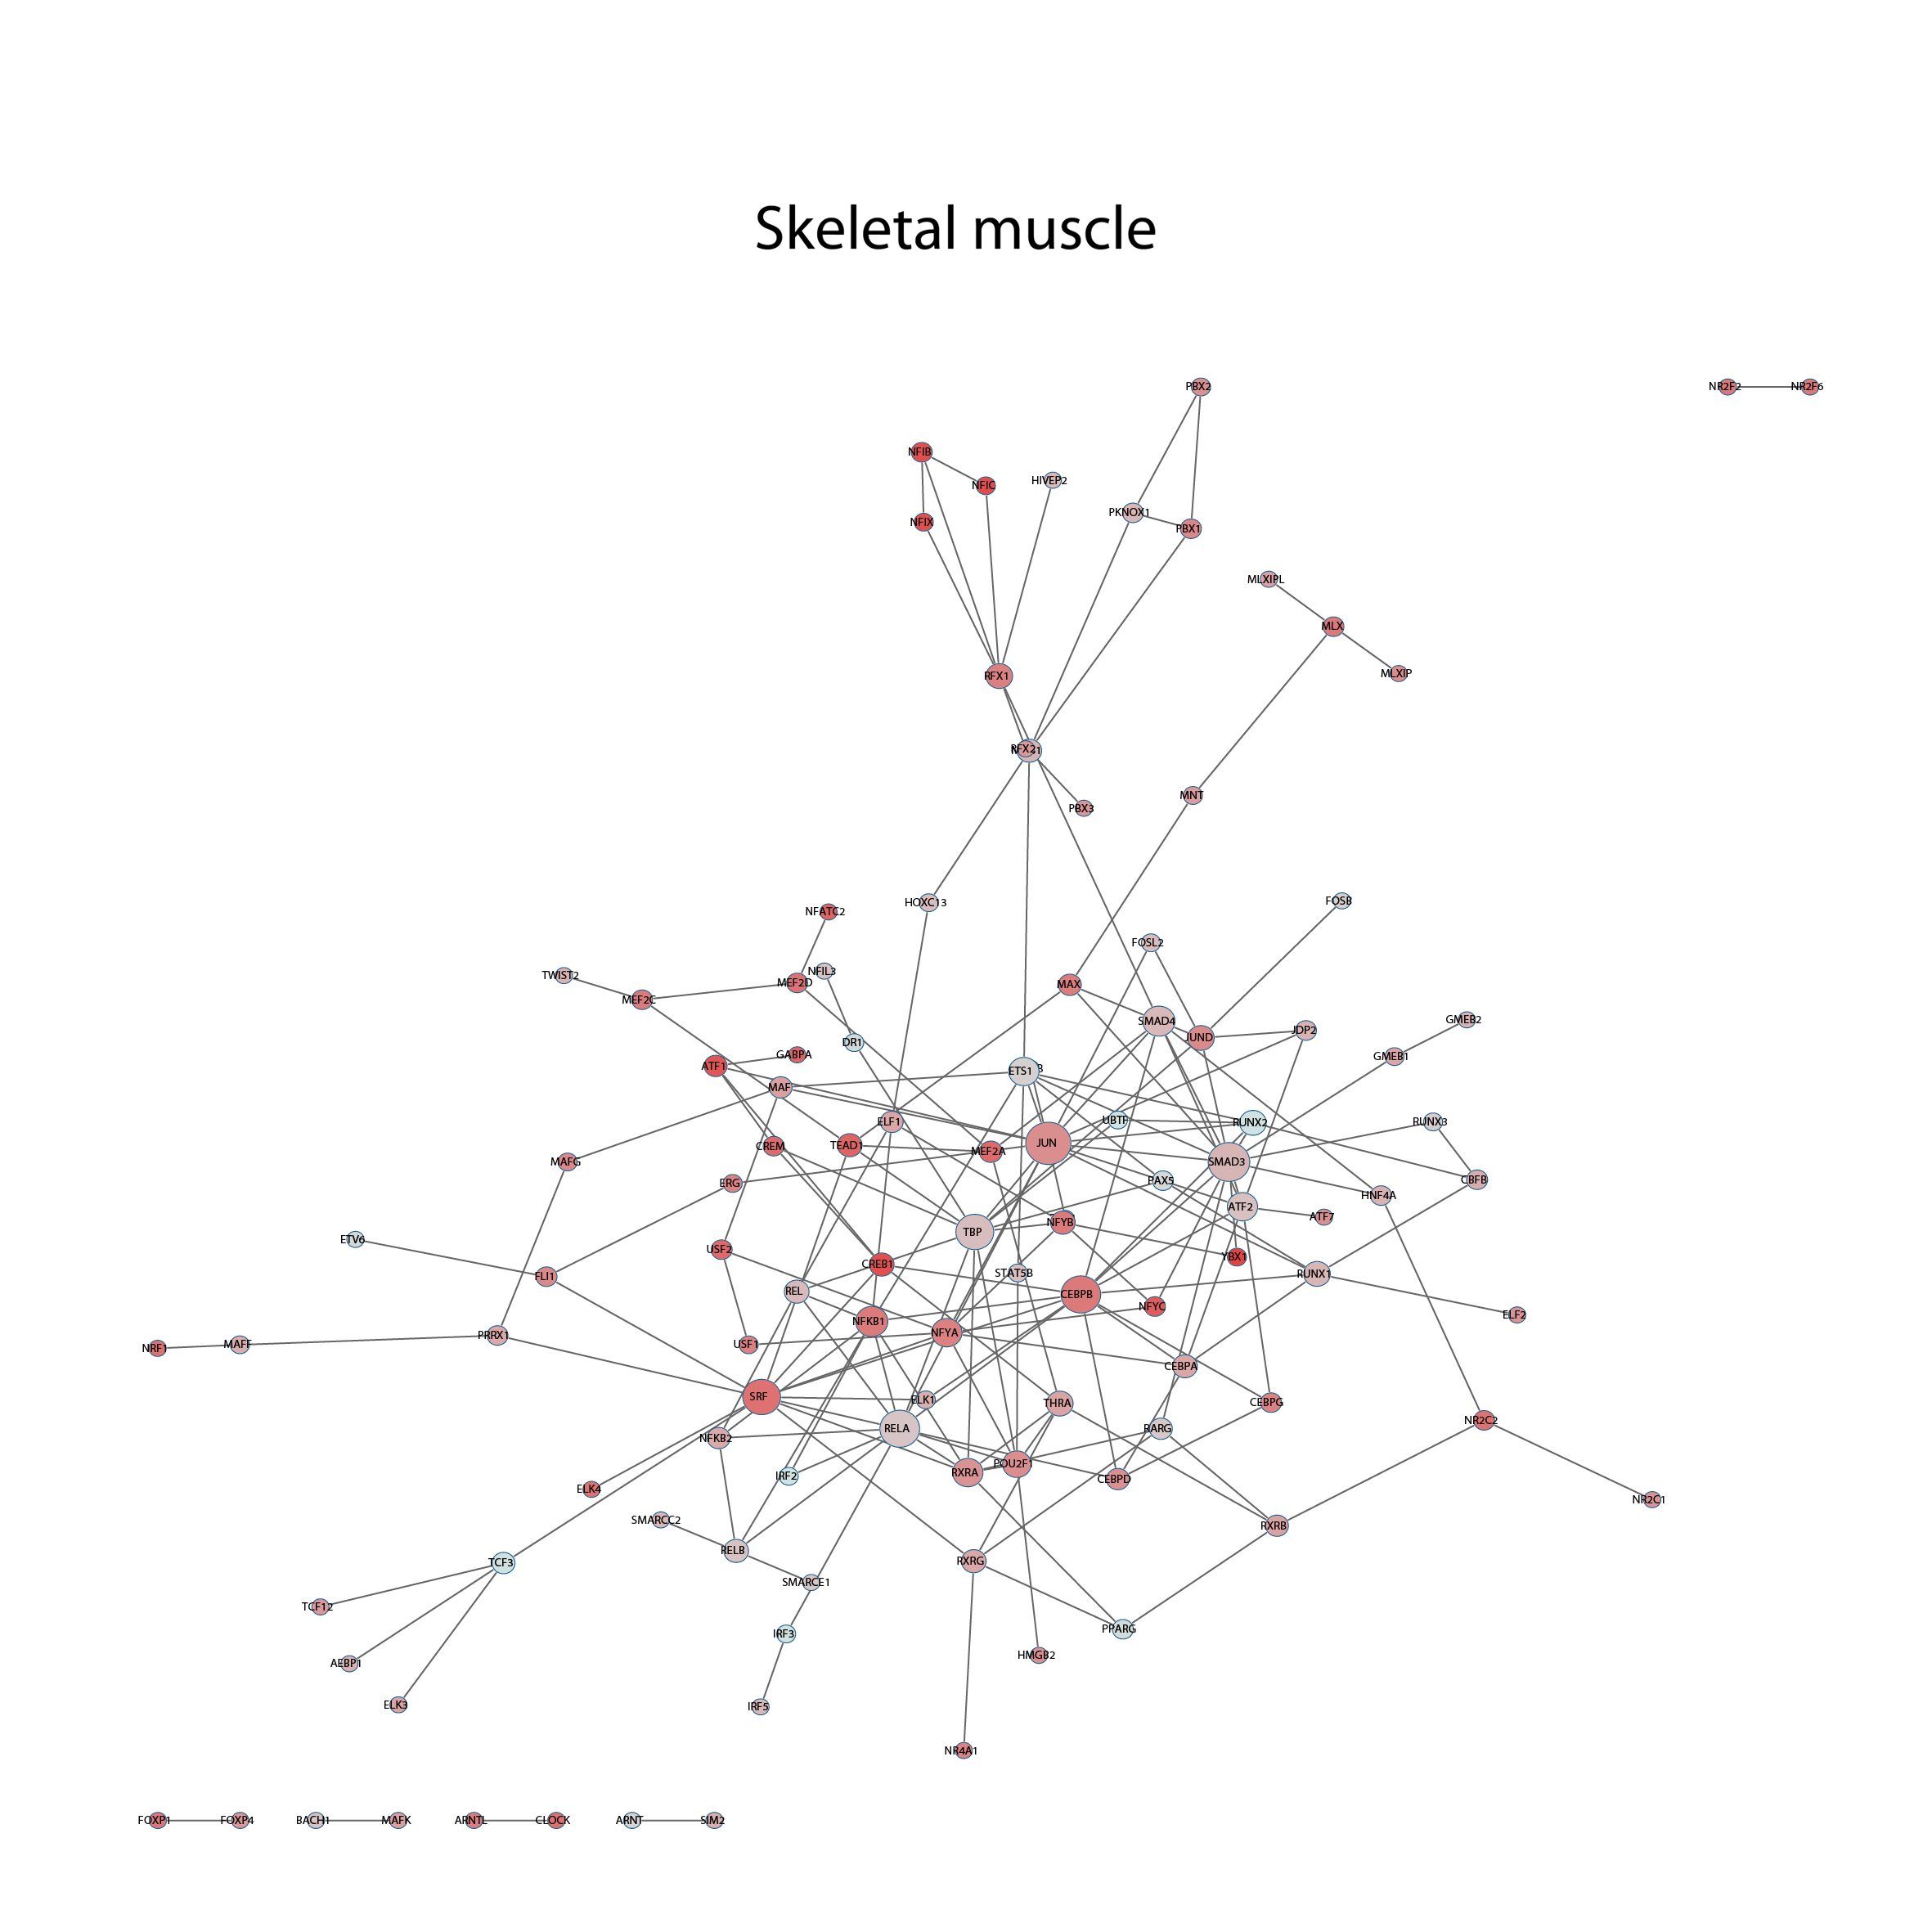 Skeletal muscle
PBX2
NR2F2
NR2F6
NFIB
HIVEP2
NFIC
PKNOX1
NFIX
PBX1
MLXIPL
MLX
MLXIP
RFX1
RFX2
MNT
PBX3
FOSB
HOXC13
NFATC2
FOSL2
NFIL3
TWIST2
MEF2D
MAX
MEF2C
GMEB2
SMAD4
JDP2
JUND
DR1
GABPA
GMEB1
ATF1
ETS1
MAF
UBTF
ELF1
RUNX2
RUNX3
JUN
CREM
TEAD1
MEF2A
MAFG
SMAD3
CBFB
PAX5
ERG
HNF4A
ATF2
ATF7
NFYB
TBP
ETV6
USF2
YBX1
CREB1
STAT5B
RUNX1
FLI1
REL
CEBPB
NFYC
ELF2
NFKB1
NFYA
PRRX1
USF1
MAFF
NRF1
CEBPA
SRF
ELK1
THRA
CEBPG
NR2C2
RELA
RARG
NFKB2
POU2F1
RXRA
IRF2
CEBPD
ELK4
NR2C1
SMARCC2
RXRB
RELB
RXRG
TCF3
SMARCE1
TCF12
PPARG
IRF3
HMGB2
AEBP1
ELK3
IRF5
NR4A1
FOXP1
FOXP4
BACH1
MAFK
ARNTL
CLOCK
ARNT
SIM2